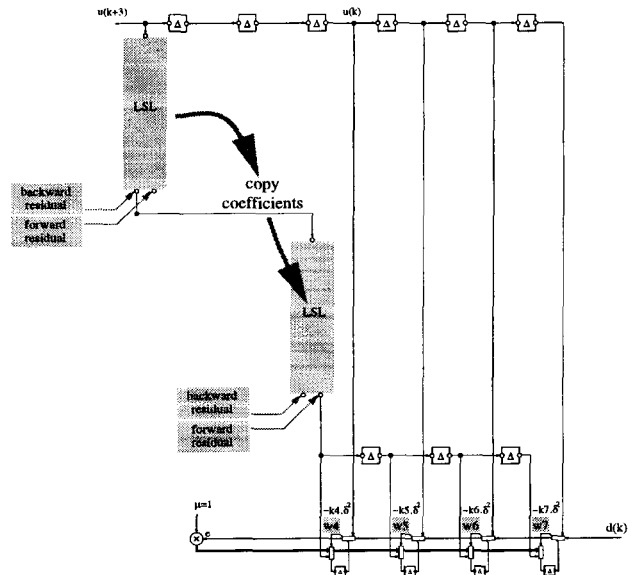 u(k+3)
Δ
Δ
Δ
u(k)
Δ
Δ
Δ
LSL
copy
coefficients
backward
residual
forward
residual
LSL
backward
residual
forward
residual
Δ
Δ
Δ
μ=1
-k4.δ²
-k5.δ²
-k6.δ²
-k7.δ²
w4
w5
w6
w7
d(k)
×
e
Δ
Δ
Δ
Δ